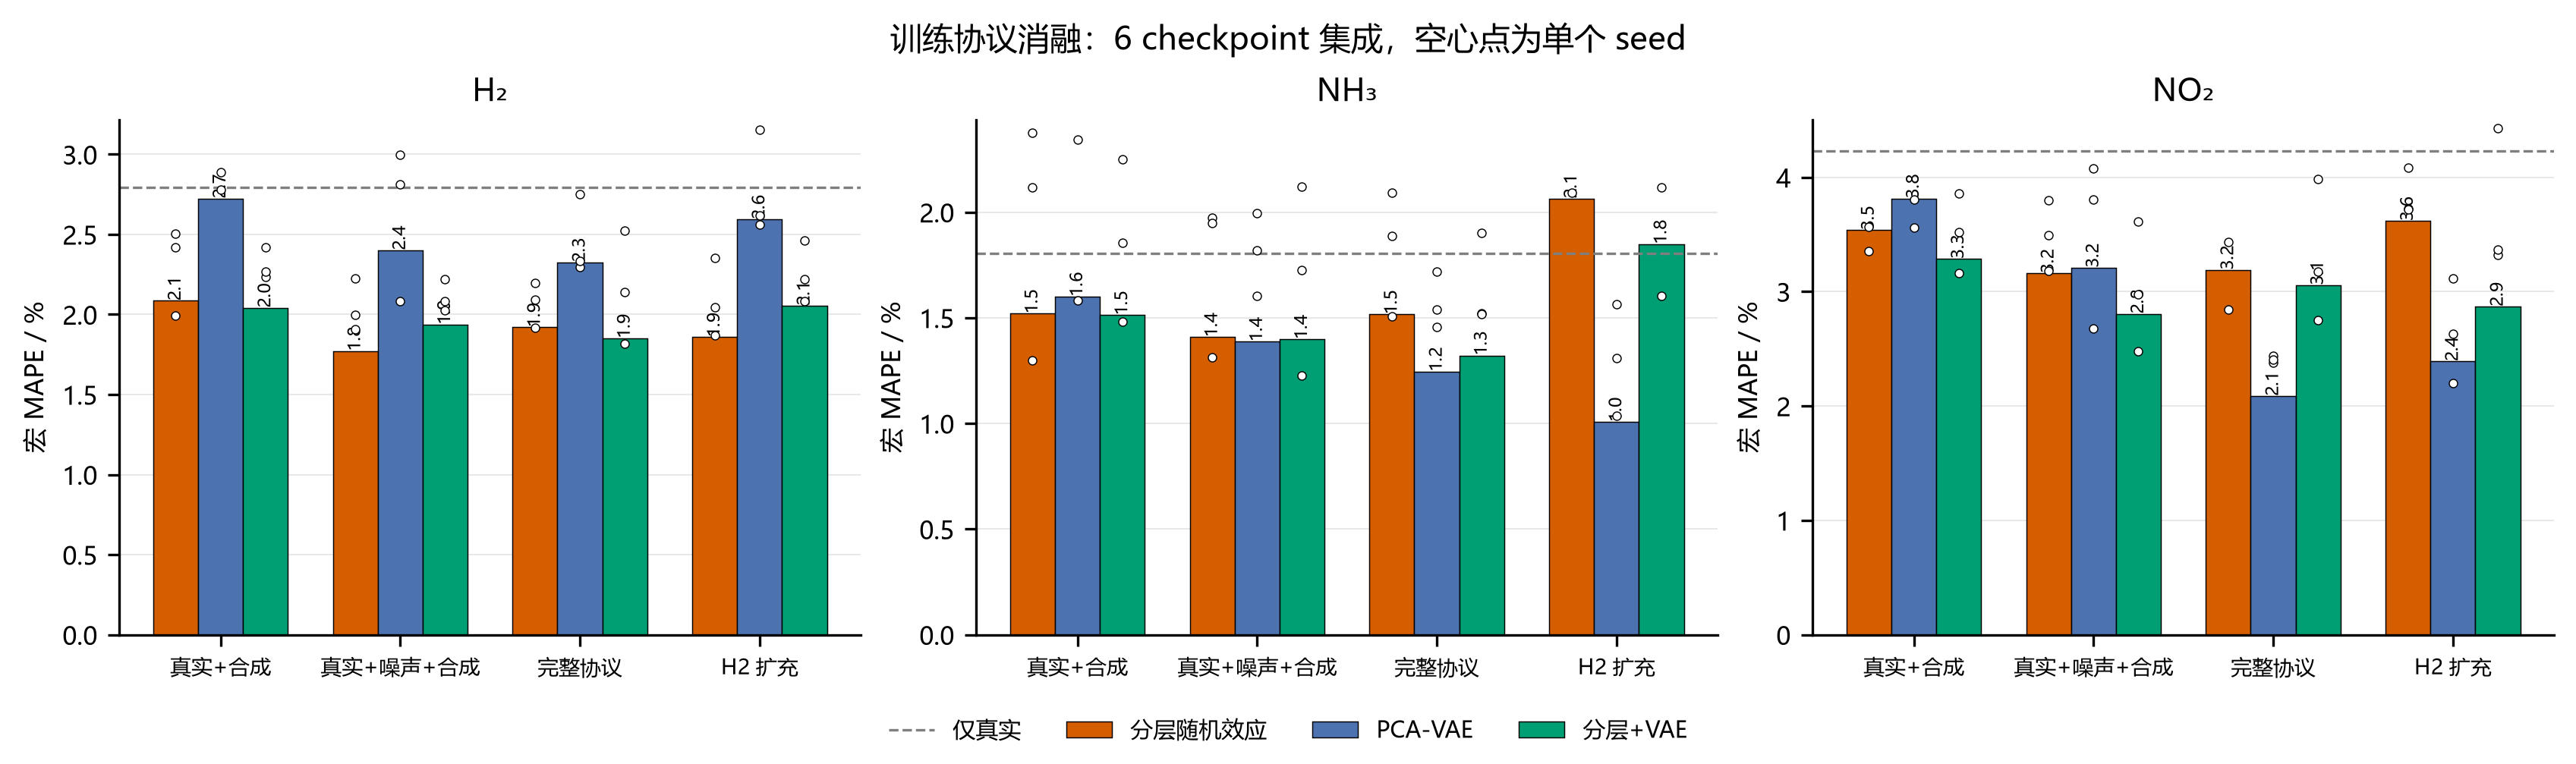 训练协议消融：6 checkpoint 集成，空心点为单个 seed
H₂
宏 MAPE / %
3.0
2.5
2.0
1.5
1.0
0.5
0.0
2.1
2.7
2.0
1.8
2.4
1.9
1.9
2.3
1.9
1.9
2.6
2.1
真实+合成
真实+噪声+合成
完整协议
H2 扩充
NH₃
宏 MAPE / %
2.0
1.5
1.0
0.5
0.0
1.5
1.6
1.5
1.4
1.4
1.4
1.5
1.2
1.3
2.1
1.0
1.8
真实+合成
真实+噪声+合成
完整协议
H2 扩充
NO₂
宏 MAPE / %
4
3
2
1
0
3.5
3.8
3.3
3.2
3.2
2.8
3.2
2.1
3.1
3.6
2.4
2.9
真实+合成
真实+噪声+合成
完整协议
H2 扩充
仅真实
分层随机效应
PCA-VAE
分层+VAE